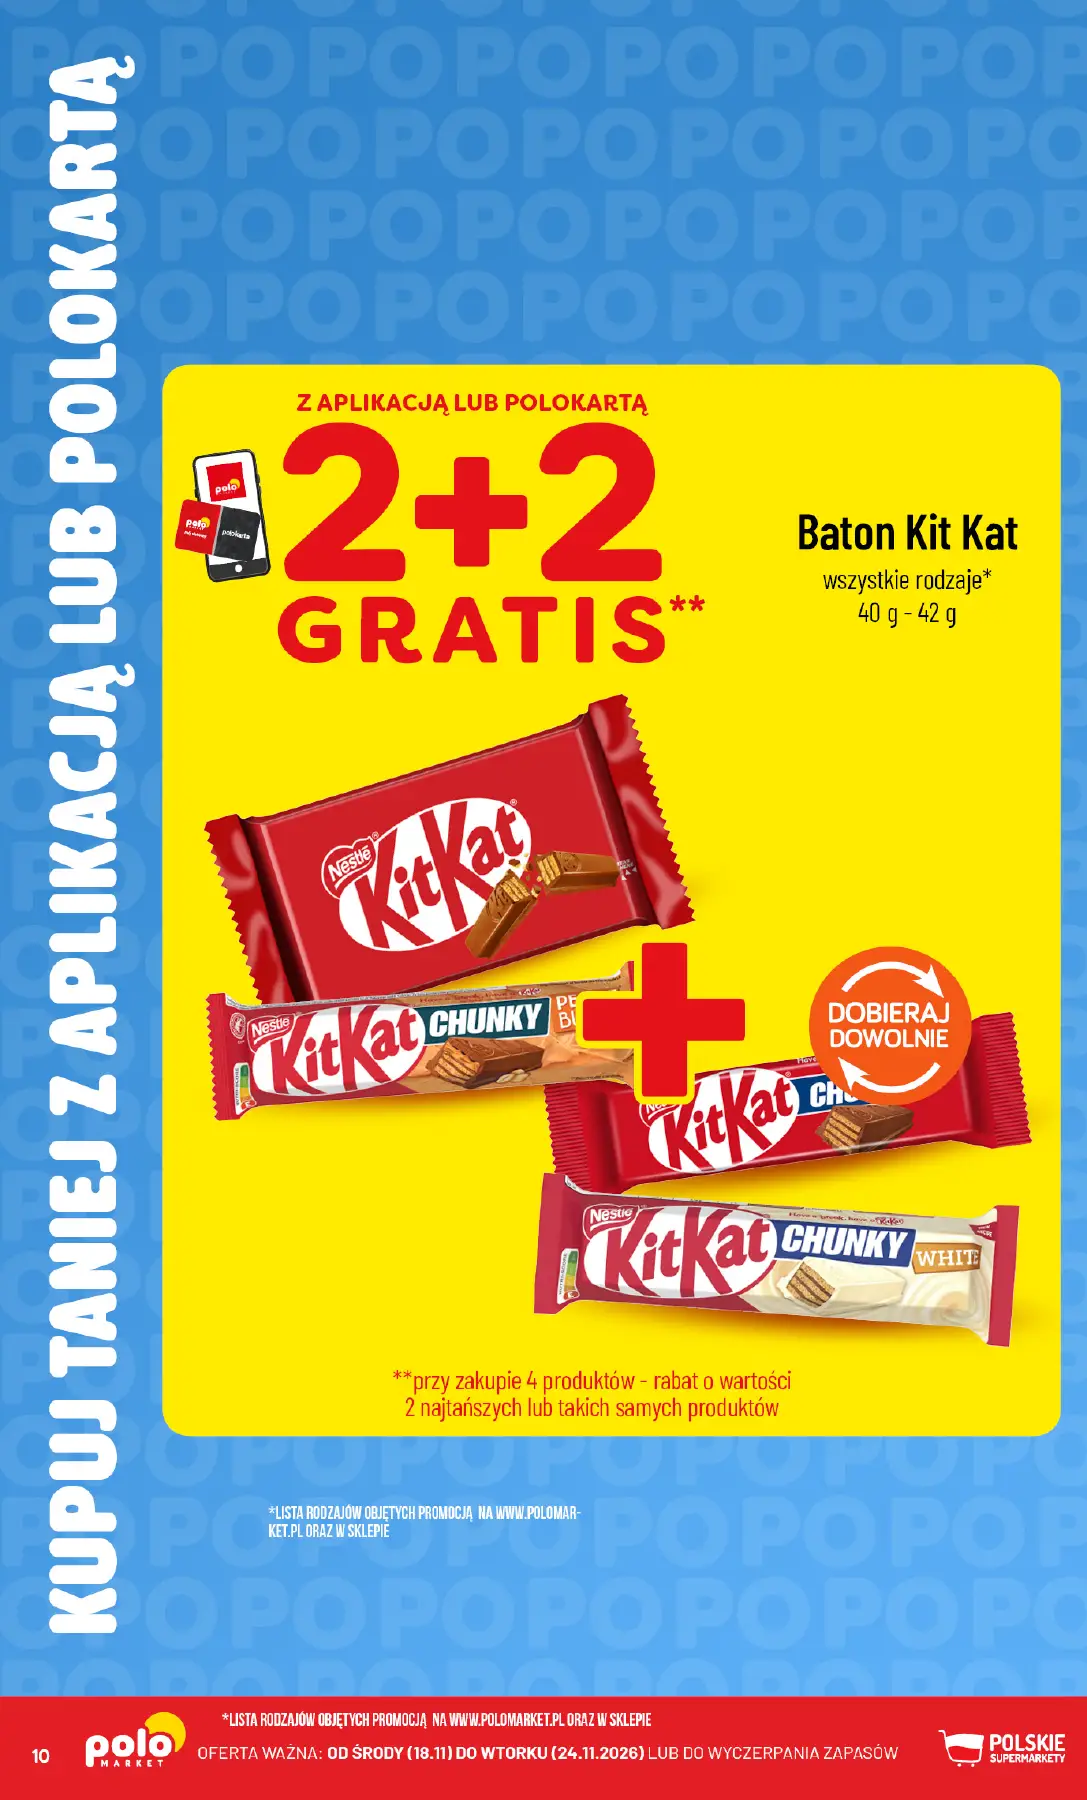 KUPUJ TANIEJ Z APLIKACJĄ LUB POLOKARTĄ
Z APLIKACJĄ LUB POLOKARTĄ
2+2
GRATIS**
polo
MARKET
polo
polokarta
Baton Kit Kat
wszystkie rodzaje*
40 g - 42 g
Nestlé
KitKat
Nestlé
KitKat CHUNKY
DOBIERAJ
DOWOLNIE
KitKat
Nestlé
KitKat CHUNKY WHITE
**przy zakupie 4 produktów - rabat o wartości
2 najtańszych lub takich samych produktów
*LISTA RODZAJÓW OBJĘTYCH PROMOCJĄ NA WWW.POLOMAR-
KET.PL ORAZ W SKLEPIE
*LISTA RODZAJÓW OBJĘTYCH PROMOCJĄ NA WWW.POLOMARKET.PL ORAZ W SKLEPIE
10
polo
MARKET
OFERTA WAŻNA: OD ŚRODY (18.11) DO WTORKU (24.11.2026) LUB DO WYCZERPANIA ZAPASÓW
POLSKIE
SUPERMARKETY